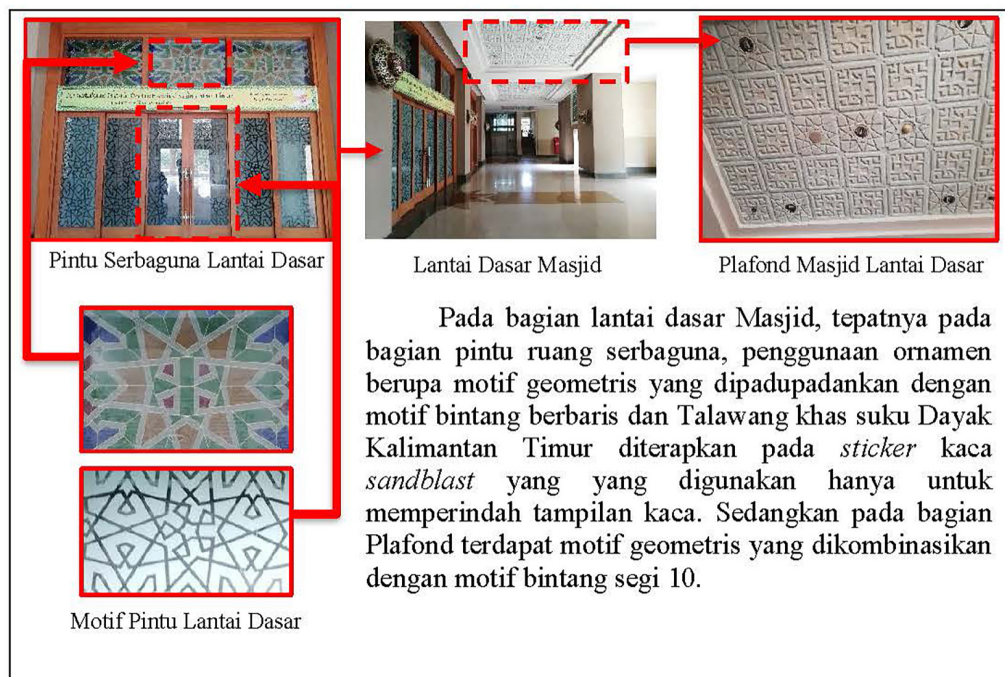 Pintu Serbaguna Lantai Dasar
Lantai Dasar Masjid
Plafond Masjid Lantai Dasar
Pada bagian lantai dasar Masjid, tepatnya pada
bagian pintu ruang serbaguna, penggunaan ornamen
berupa motif geometris yang dipadupadankan dengan
motif bintang berbaris dan Talawang khas suku Dayak
Kalimantan Timur diterapkan pada sticker kaca
sandblast yang yang digunakan hanya untuk
memperindah tampilan kaca. Sedangkan pada bagian
Plafond terdapat motif geometris yang dikombinasikan
dengan motif bintang segi 10.
Motif Pintu Lantai Dasar